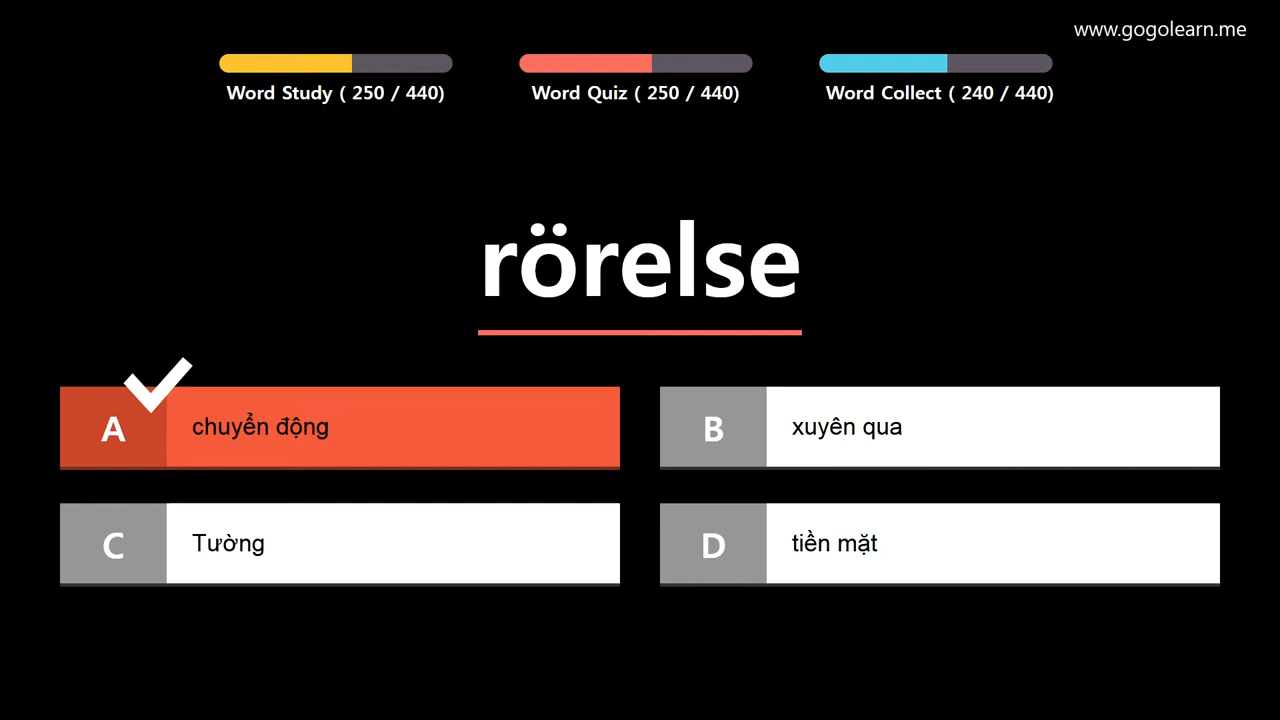 www.gogolearn.me
Word Study ( 250 / 440)
Word Quiz ( 250 / 440)
Word Collect ( 240 / 440)
rörelse
A
chuyển động
B
xuyên qua
C
Tường
D
tiền mặt